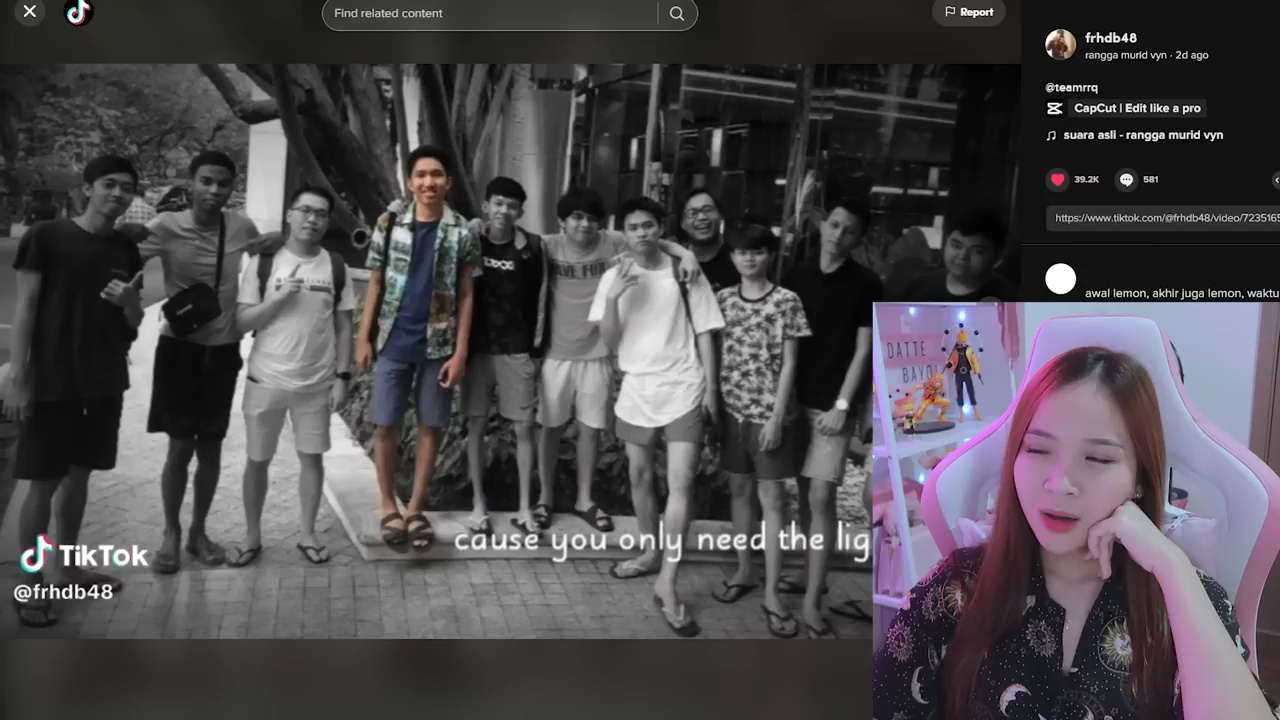 Find related content
Report
frhdb48
rangga murid vyn · 2d ago
@teamrrq
CapCut | Edit like a pro
suara asli - rangga murid vyn
39.2K
581
https://www.tiktok.com/@frhdb48/video/723516
awal lemon, akhir juga lemon, waktu
DATTE
BAYO!
cause you only need the lig
TikTok
@frhdb48